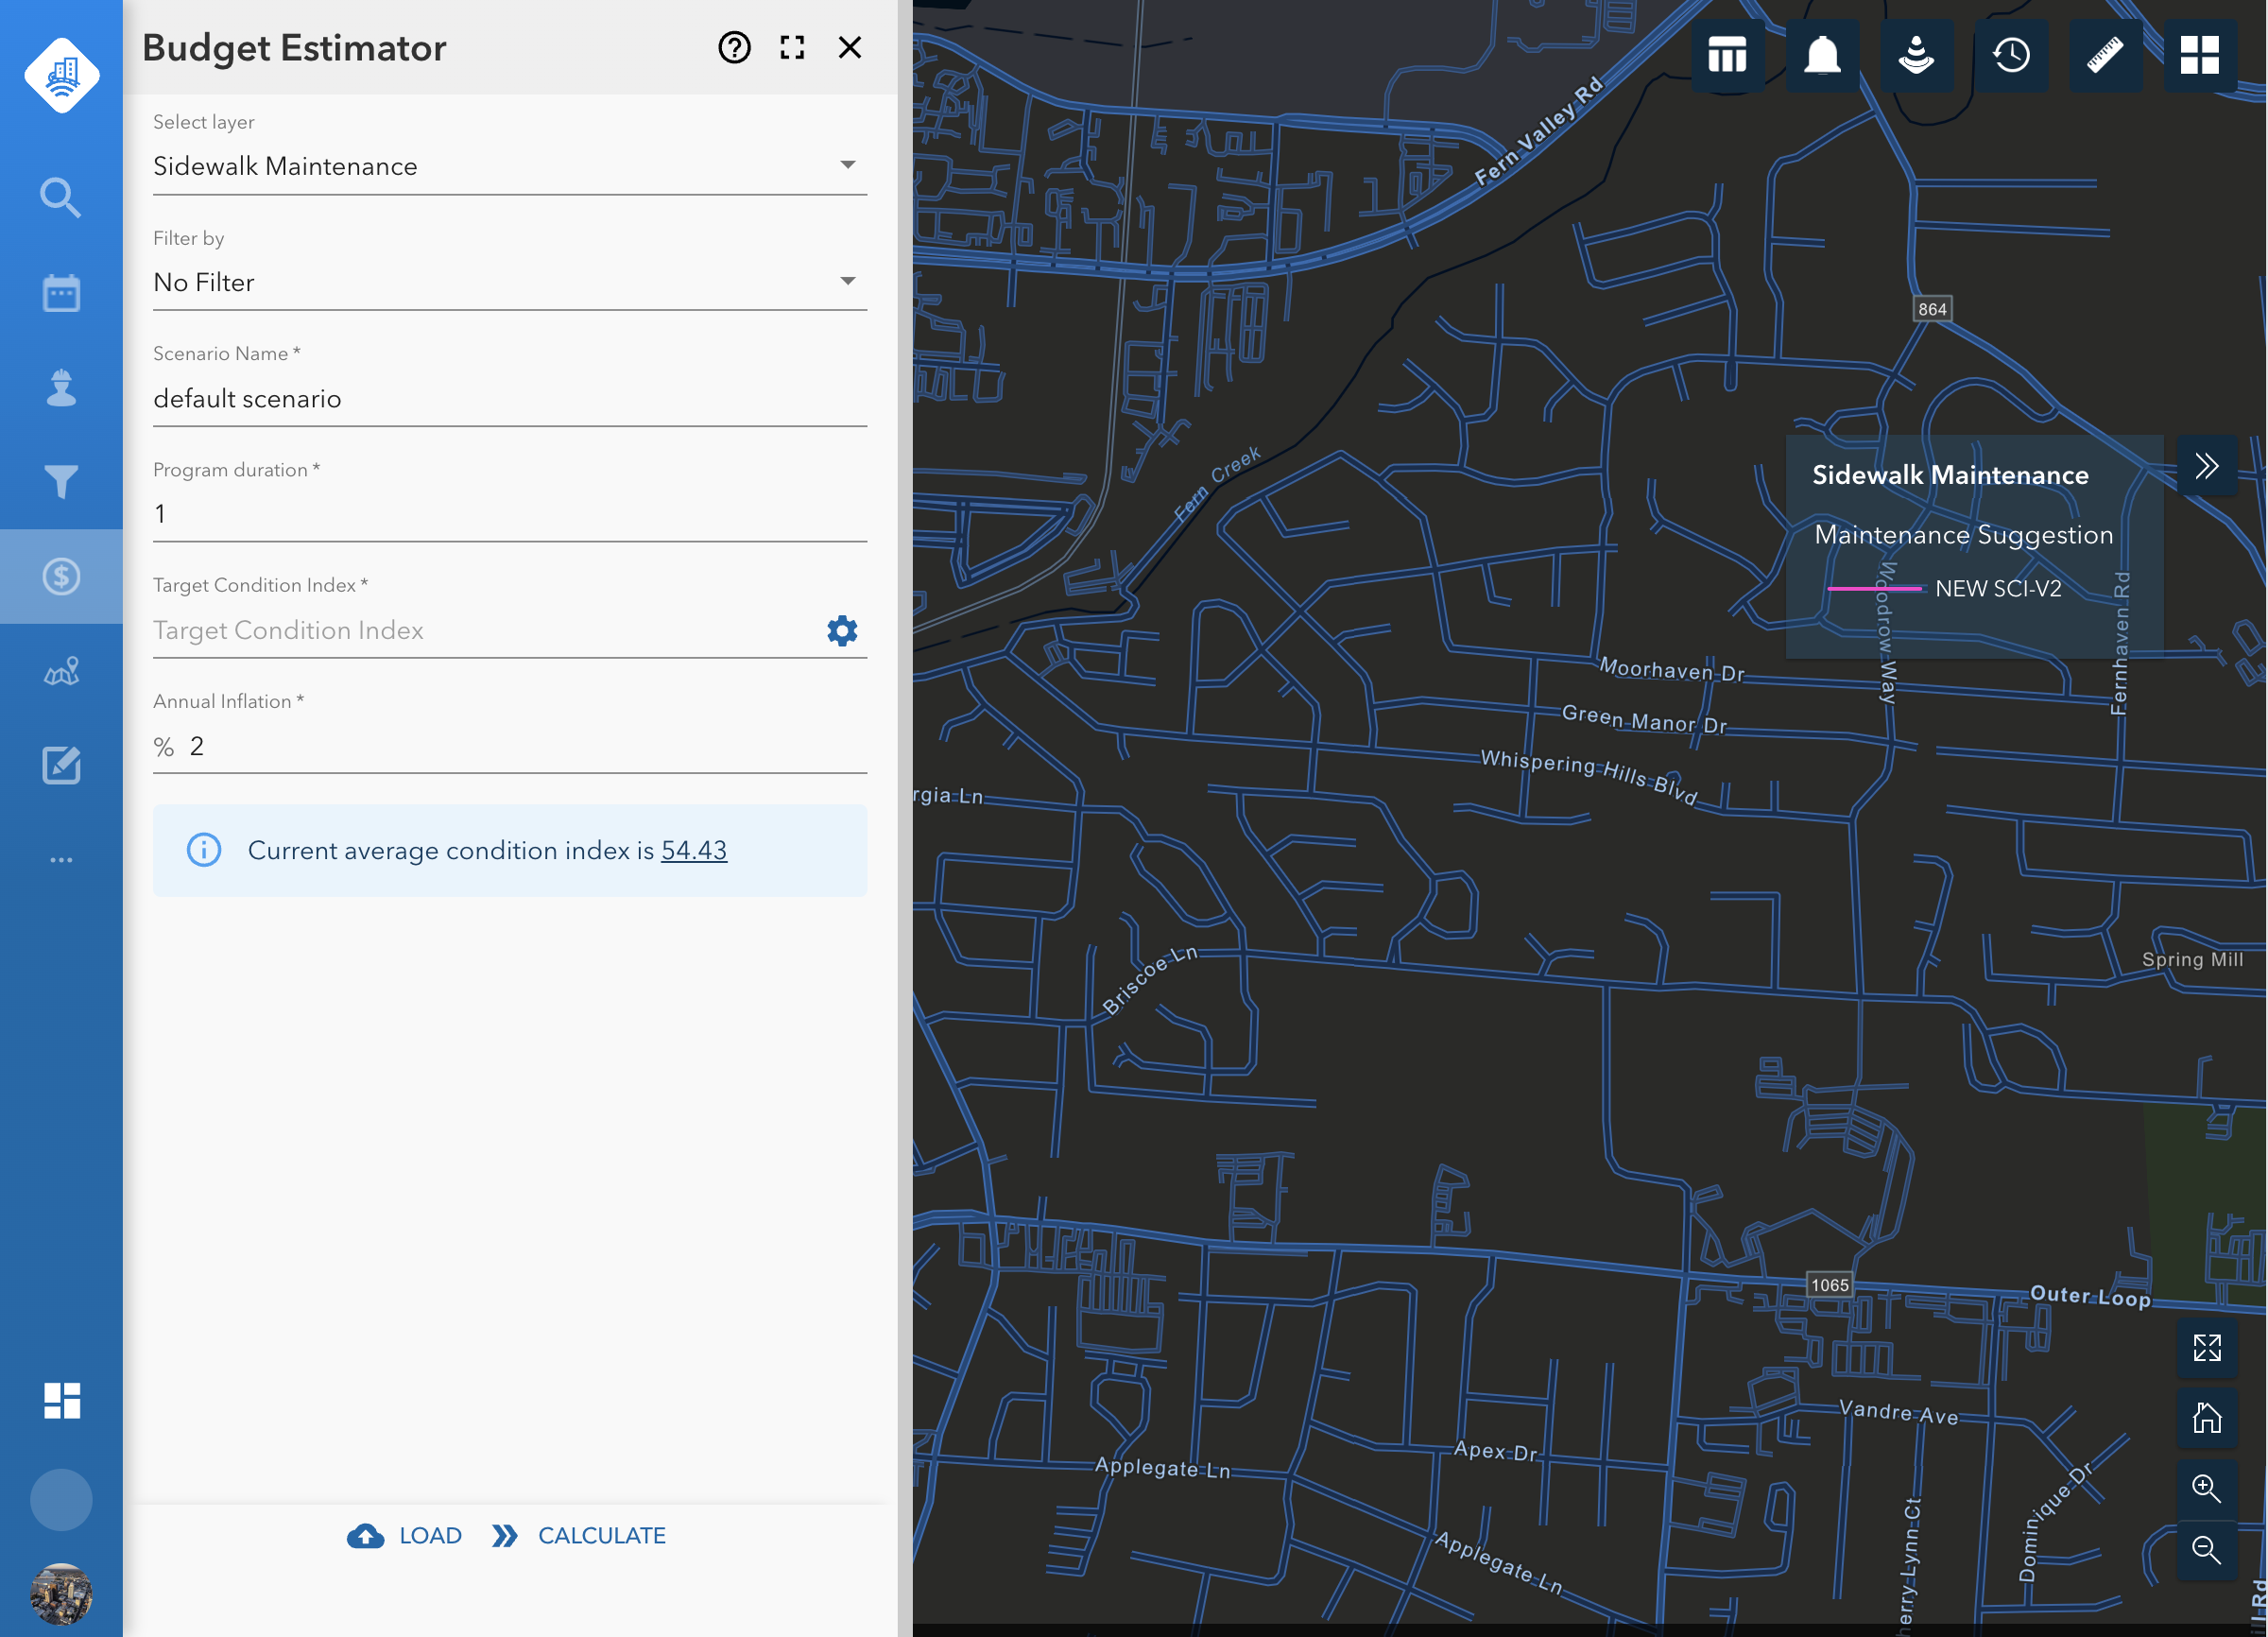 Budget Estimator
Select layer
Sidewalk Maintenance
Filter by
No Filter
Scenario Name *
default scenario
Program duration *
1
Target Condition Index *
Target Condition Index
Annual Inflation *
% 2
Current average condition index is 54.43
LOAD
CALCULATE
Fern Valley Rd
864
Fern Creek
Sidewalk Maintenance
Maintenance Suggestion
NEW SCI-V2
Woodrow Way
Fernhaven Rd
Moorhaven Dr
Green Manor Dr
Whispering Hills Blvd
rgia Ln
Briscoe Ln
Spring Mill
1065
Outer Loop
Vandre Ave
Apex Dr
Applegate Ln
Applegate Ln
Dominique Dr
herry Lynn Ct
Rd